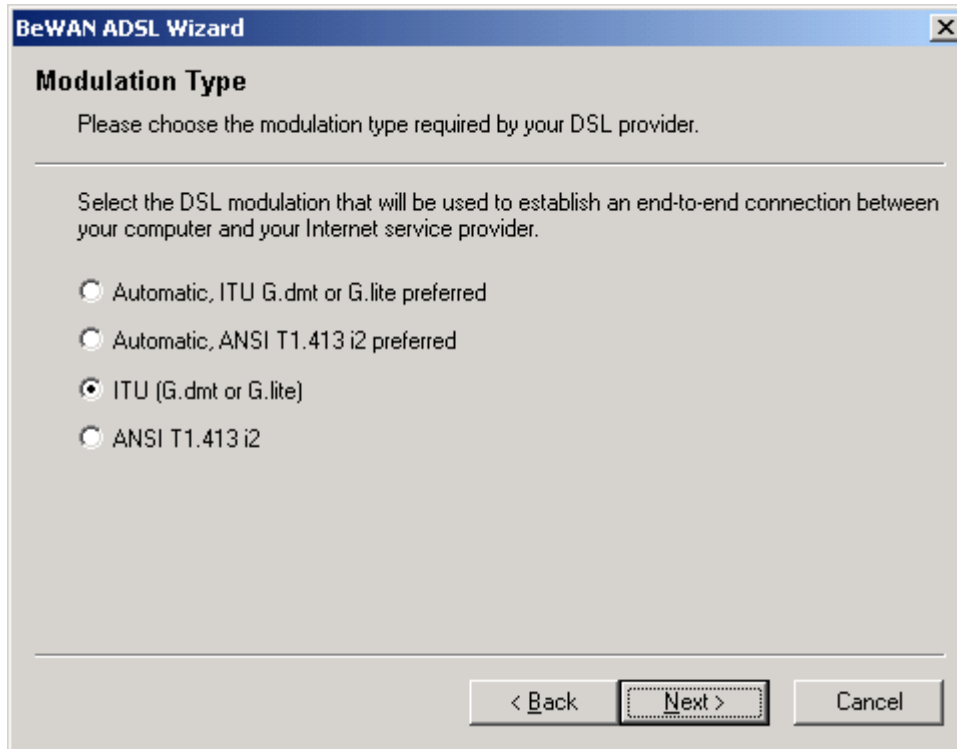 BeWAN ADSL Wizard
Modulation Type
Please choose the modulation type required by your DSL provider.
Select the DSL modulation that will be used to establish an end-to-end connection between
your computer and your Internet service provider.
Automatic, ITU G.dmt or G.lite preferred
Automatic, ANSI T1.413 i2 preferred
ITU (G.dmt or G.lite)
ANSI T1.413 i2
< Back Next > Cancel